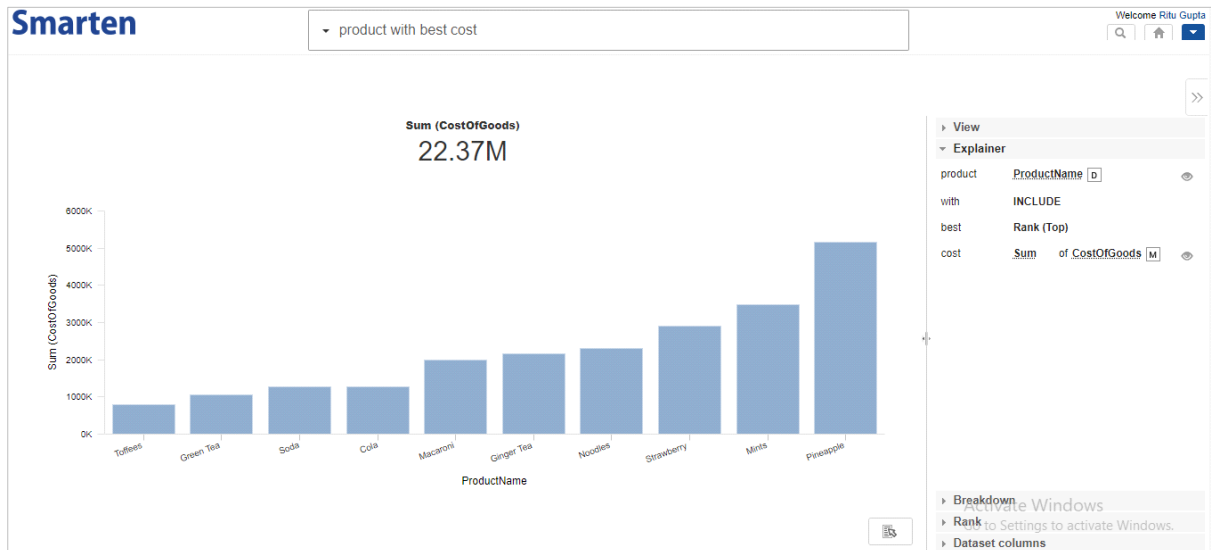 Smarten
product with best cost
Welcome Ritu Gupta
Sum (CostOfGoods)
22.37M
6000K
5000K
4000K
3000K
2000K
1000K
0K
Sum (CostOfGoods)
Toffees
Green Tea
Soda
Cola
Macaroni
Ginger Tea
Noodles
Strawberry
Mints
Pineapple
ProductName
View
Explainer
product ProductName D
with INCLUDE
best Rank (Top)
cost Sum of CostOfGoods M
Breakdown
Activate Windows
Rank
Go to Settings to activate Windows.
Dataset columns